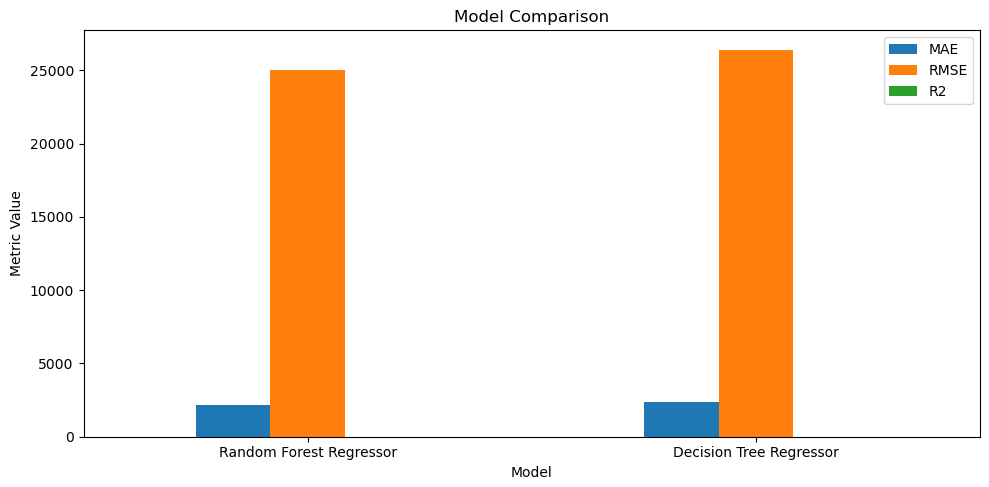 Model Comparison
MAE
RMSE
R2
25000
20000
15000
10000
5000
0
Metric Value
Random Forest Regressor
Decision Tree Regressor
Model